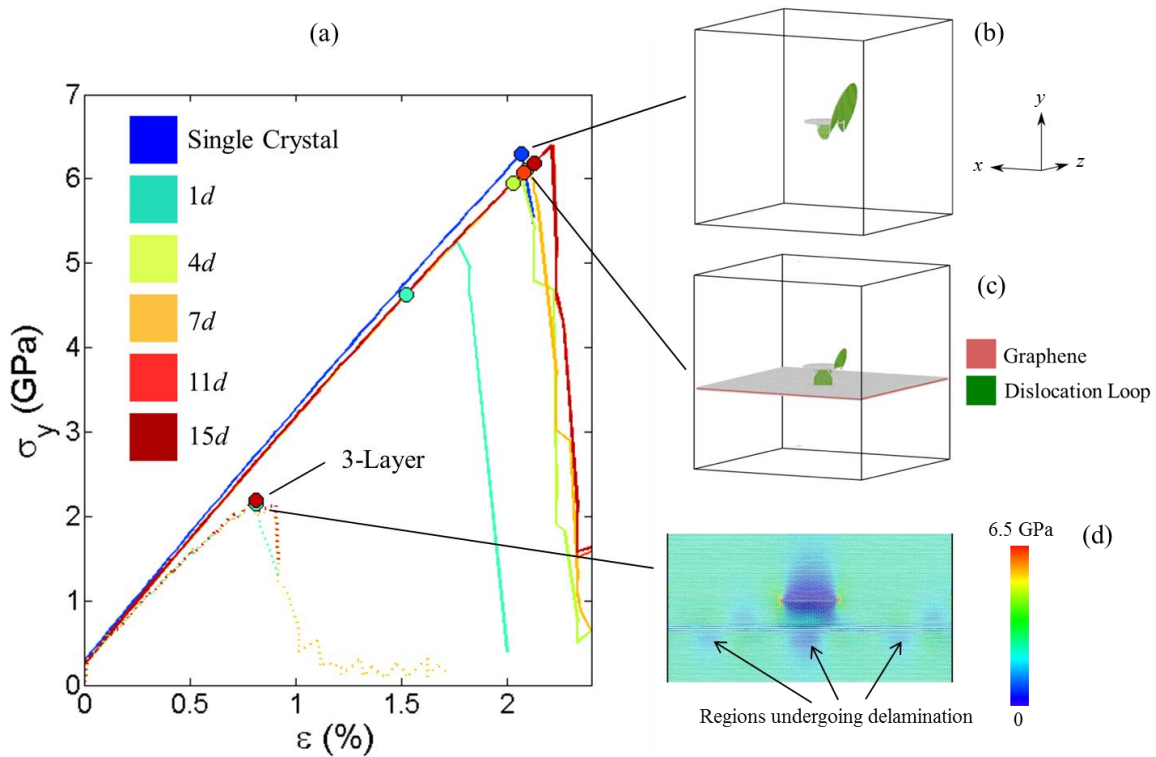 (a)
7
6
5
4
3
2
1
0
σy (GPa)
0.5
1
1.5
2
ε (%)
Single Crystal
1d
4d
7d
11d
15d
3-Layer
(b)
y
x
z
(c)
Graphene
Dislocation Loop
6.5 GPa
(d)
0
Regions undergoing delamination